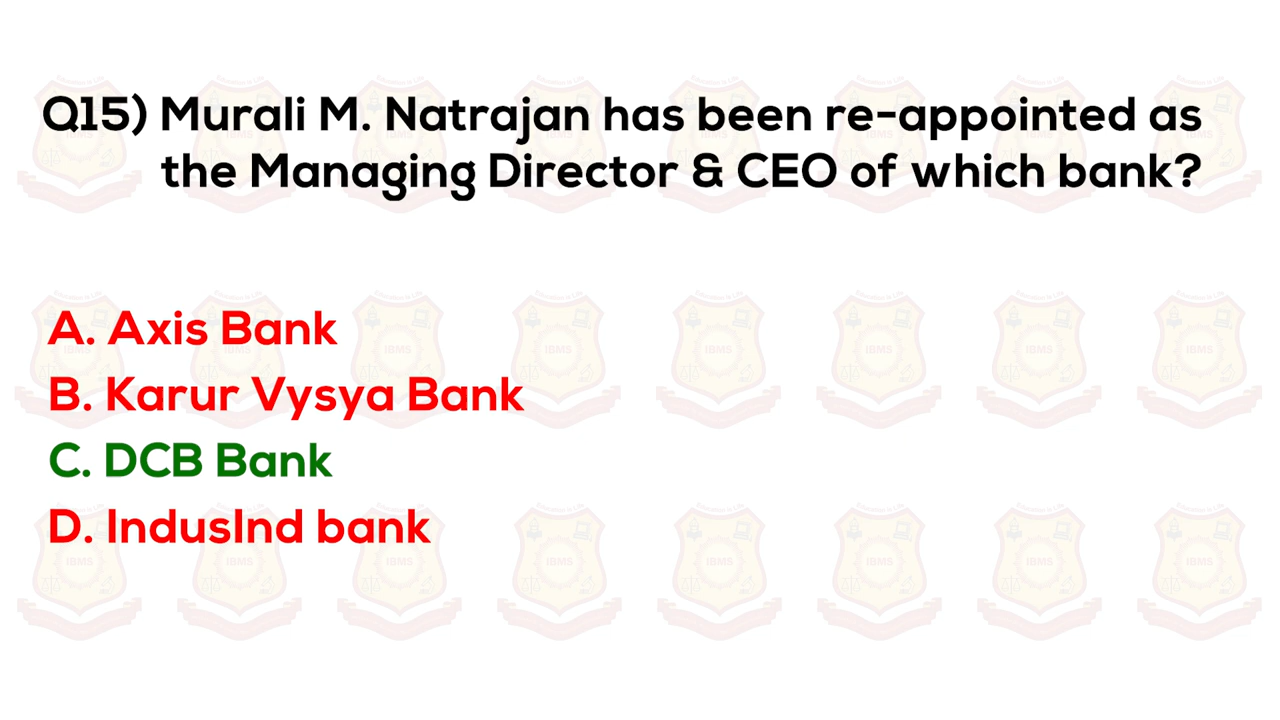 Q15) Murali M. Natrajan has been re-appointed as
the Managing Director & CEO of which bank?
A. Axis Bank
B. Karur Vysya Bank
C. DCB Bank
D. IndusInd bank